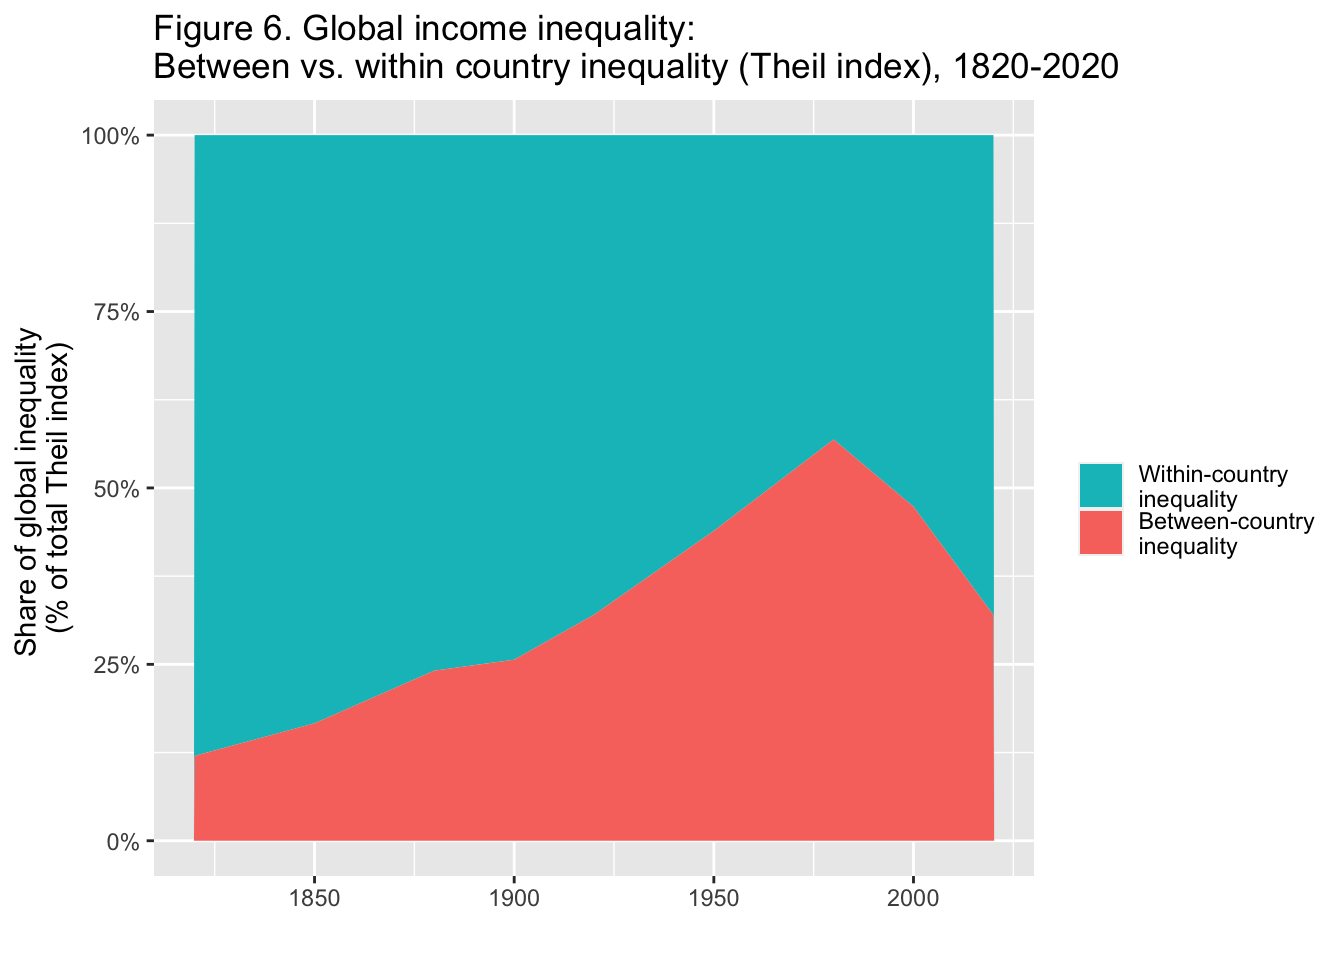 Figure 6. Global income inequality:
Between vs. within country inequality (Theil index), 1820-2020
Share of global inequality
(% of total Theil index)
100%
75%
50%
25%
0%
1850
1900
1950
2000
Within-country
inequality
Between-country
inequality